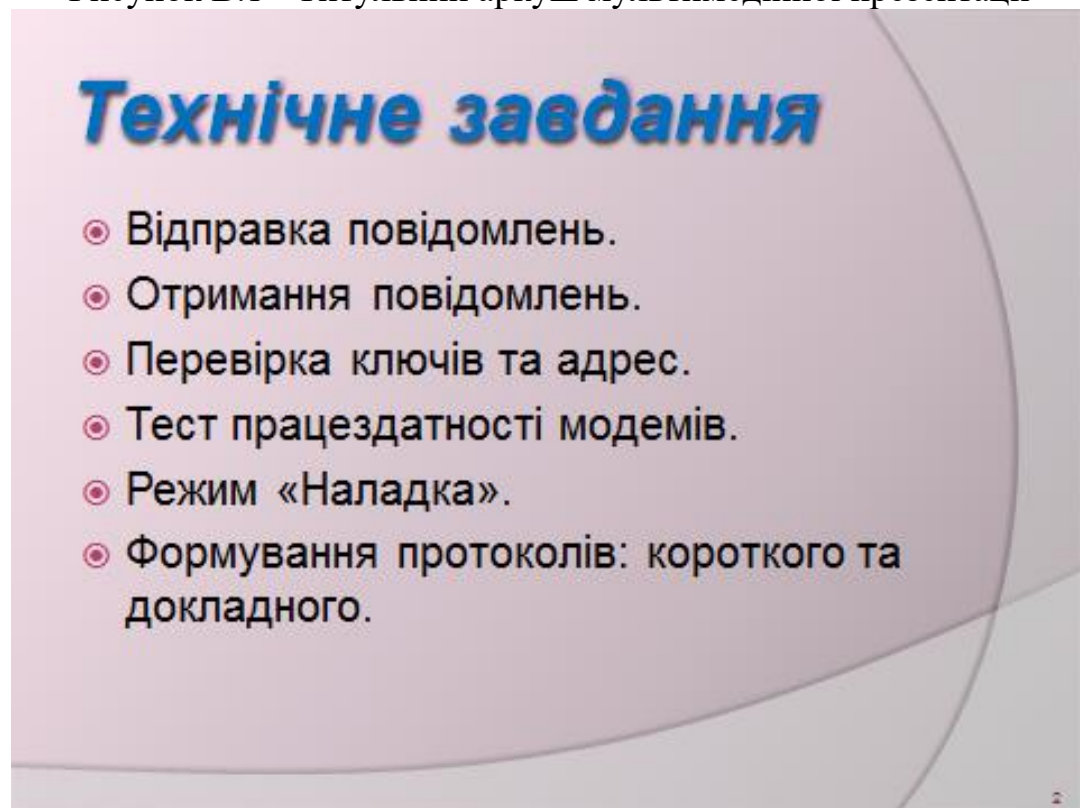 Технічне завдання
Відправка повідомлень.
Отримання повідомлень.
Перевірка ключів та адрес.
Тест працездатності модемів.
Режим «Наладка».
Формування протоколів: короткого та
докладного.
2